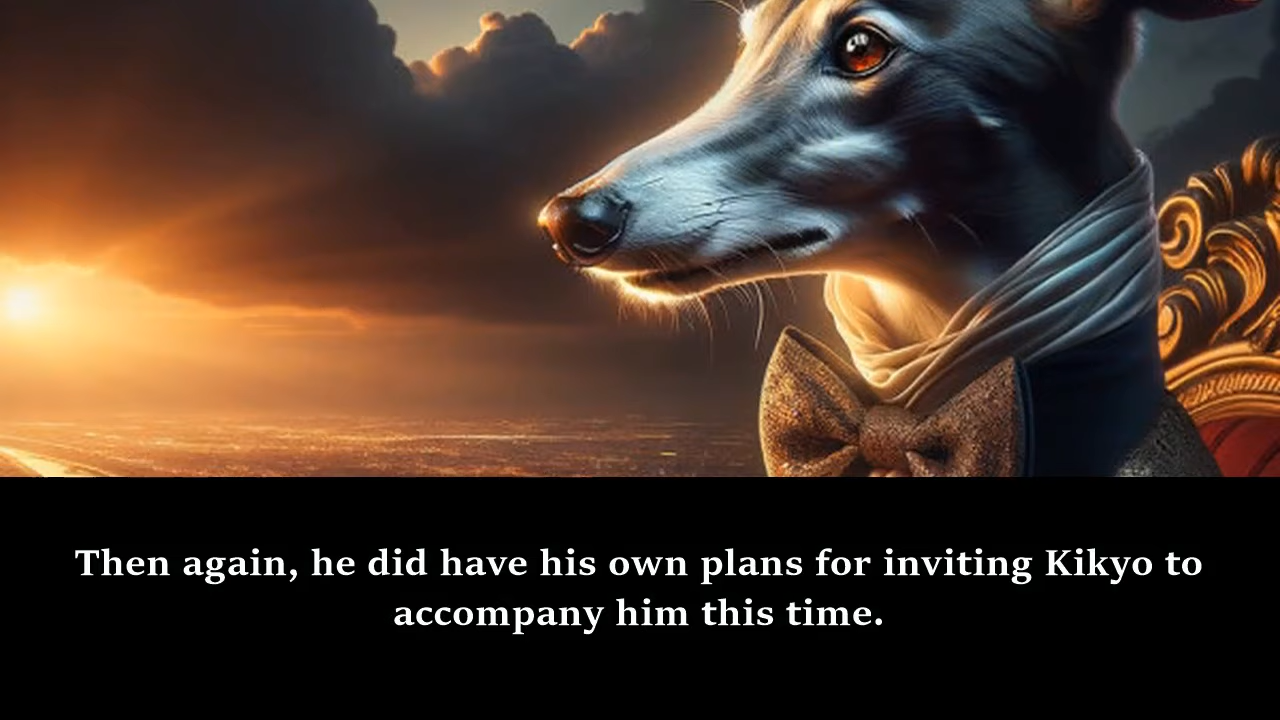 Then again, he did have his own plans for inviting Kikyo to
accompany him this time.